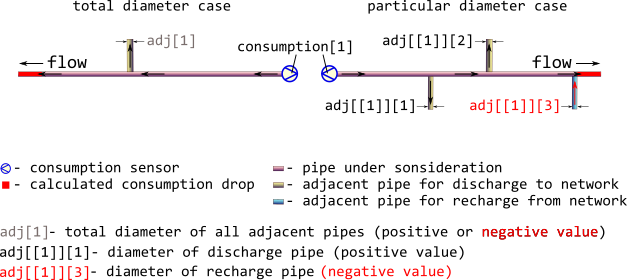 total diameter case
particular diameter case
adj[1]
consumption[1]
adj[[1]][2]
flow
flow
adj[[1]][1]
adj[[1]][3]
- consumption sensor
- calculated consumption drop
- pipe under sonsideration
- adjacent pipe for discharge to network
- adjacent pipe for recharge from network
adj[1]- total diameter of all adjacent pipes (positive or negative value)
adj[[1]][1]- diameter of discharge pipe (positive value)
adj[[1]][3]- diameter of recharge pipe (negative value)